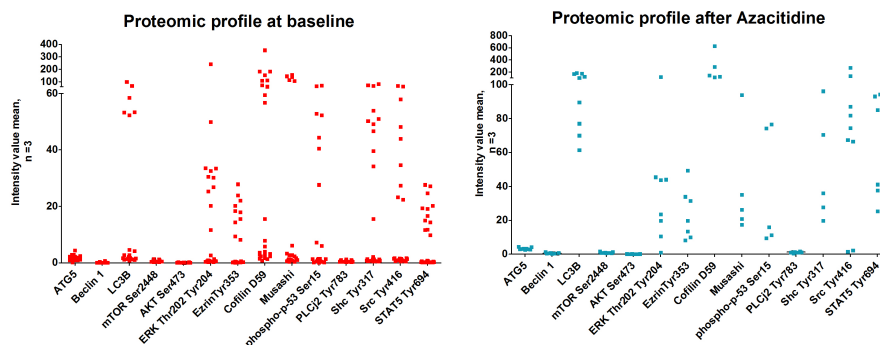 Proteomic profile at baseline
Intensity value mean,
n =3
400
300
200
100
60
40
20
0
ATG5
Beclin 1
LC3B
mTOR Ser2448
AKT Ser473
ERK Thr202 Tyr204
EzrinTyr353
Cofilin D59
Musashi
phospho-p-53 Ser15
PLCj2 Tyr783
Shc Tyr317
Src Tyr416
STAT5 Tyr694
Proteomic profile after Azacitidine
Intensity value mean,
n =3
800
600
400
200
100
80
60
40
20
0
ATG5
Beclin 1
LC3B
mTOR Ser2448
AKT Ser473
ERK Thr202 Tyr204
EzrinTyr353
Cofilin D59
Musashi
phospho-p-53 Ser15
PLCj2 Tyr783
Shc Tyr317
Src Tyr416
STAT5 Tyr694